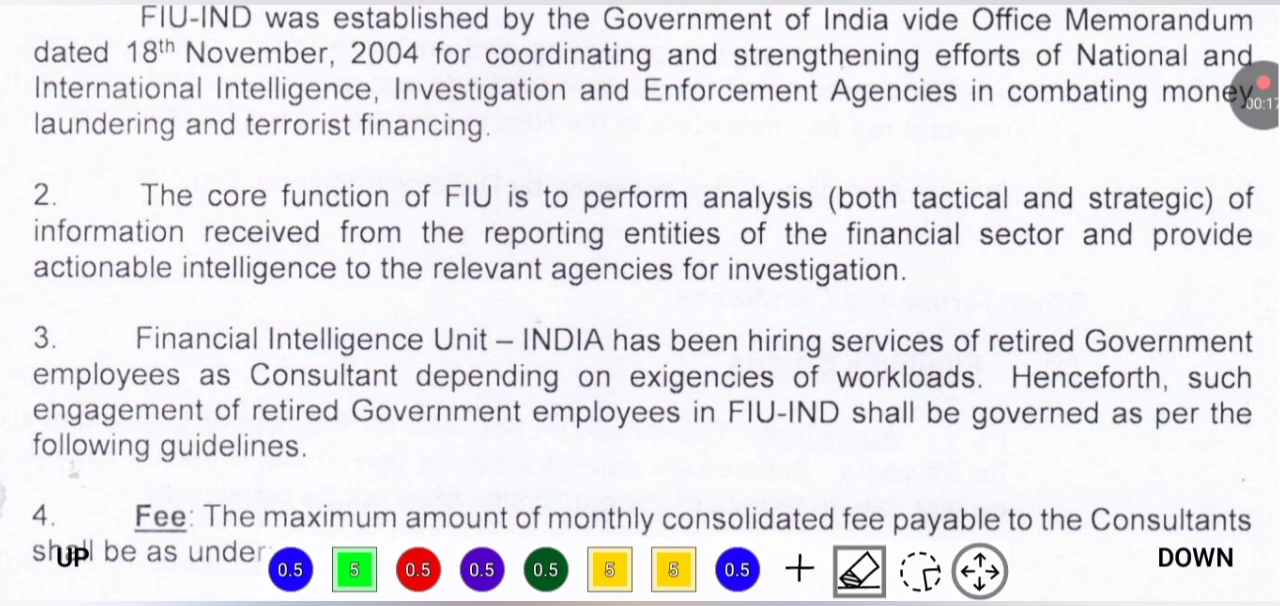 FIU-IND was established by the Government of India vide Office Memorandum
dated 18th November, 2004 for coordinating and strengthening efforts of National and
International Intelligence, Investigation and Enforcement Agencies in combating money
00:17
laundering and terrorist financing.
2. The core function of FIU is to perform analysis (both tactical and strategic) of
information received from the reporting entities of the financial sector and provide
actionable intelligence to the relevant agencies for investigation.
3. Financial Intelligence Unit – INDIA has been hiring services of retired Government
employees as Consultant depending on exigencies of workloads. Henceforth, such
engagement of retired Government employees in FIU-IND shall be governed as per the
following guidelines.
4. Fee: The maximum amount of monthly consolidated fee payable to the Consultants
shall be as under:
UP 0.5 5 0.5 0.5 0.5 5 5 0.5 + DOWN